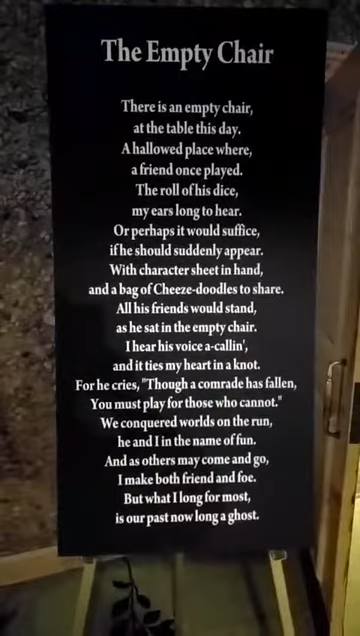 The Empty Chair
There is an empty chair,
at the table this day.
A hallowed place where,
a friend once played.
The roll of his dice,
my ears long to hear.
Or perhaps it would suffice,
if he should suddenly appear.
With character sheet in hand,
and a bag of Cheeze-doodles to share.
All his friends would stand,
as he sat in the empty chair.
I hear his voice a-callin',
and it ties my heart in a knot.
For he cries, "Though a comrade has fallen,
You must play for those who cannot."
We conquered worlds on the run,
he and I in the name of fun.
And as others may come and go,
I make both friend and foe.
But what I long for most,
is our past now long a ghost.